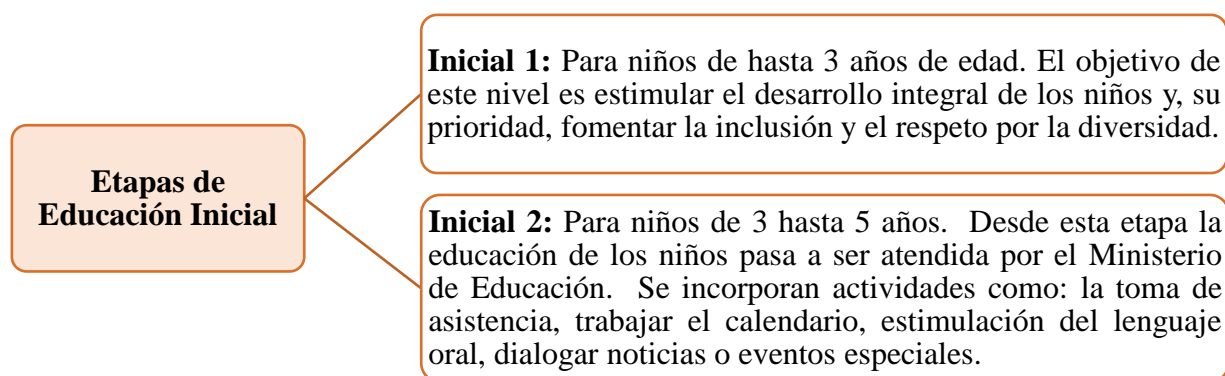 Etapas de
Educación Inicial
Inicial 1: Para niños de hasta 3 años de edad. El objetivo de
este nivel es estimular el desarrollo integral de los niños y, su
prioridad, fomentar la inclusión y el respeto por la diversidad.
Inicial 2: Para niños de 3 hasta 5 años. Desde esta etapa la
educación de los niños pasa a ser atendida por el Ministerio
de Educación. Se incorporan actividades como: la toma de
asistencia, trabajar el calendario, estimulación del lenguaje
oral, dialogar noticias o eventos especiales.